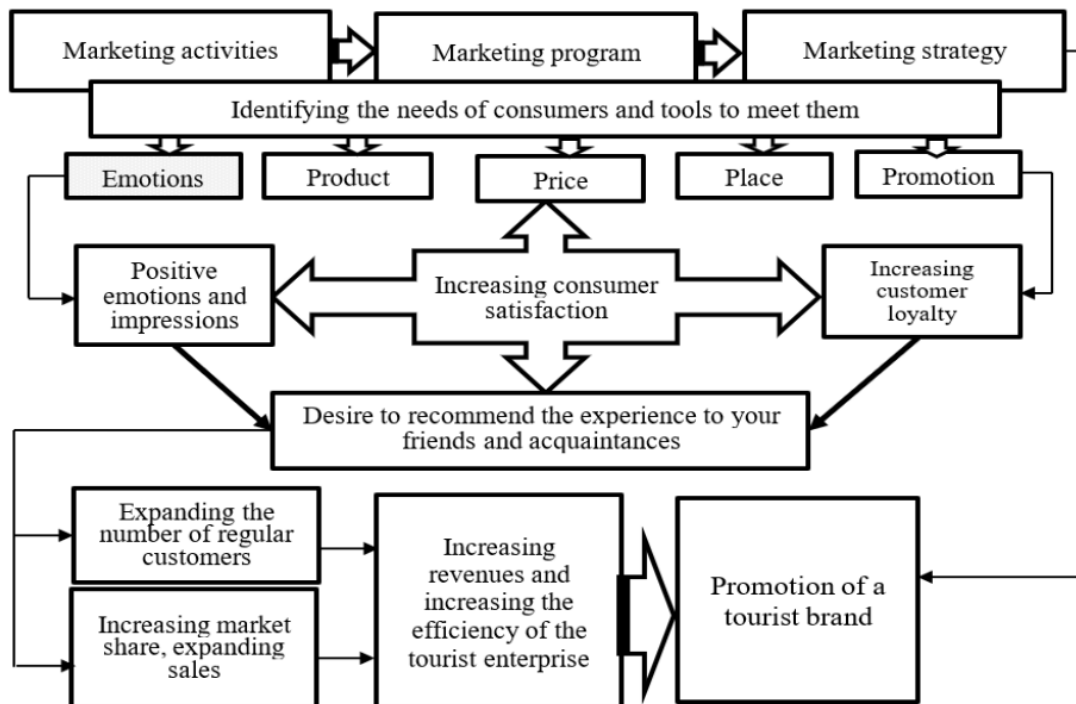 Marketing activities
Marketing program
Marketing strategy
Identifying the needs of consumers and tools to meet them
Emotions
Product
Price
Place
Promotion
Positive
emotions and
impressions
Increasing consumer
satisfaction
Increasing
customer
loyalty
Desire to recommend the experience to your
friends and acquaintances
Expanding the
number of regular
customers
Increasing market
share, expanding
sales
Increasing
revenues and
increasing the
efficiency of the
tourist enterprise
Promotion of a
tourist brand